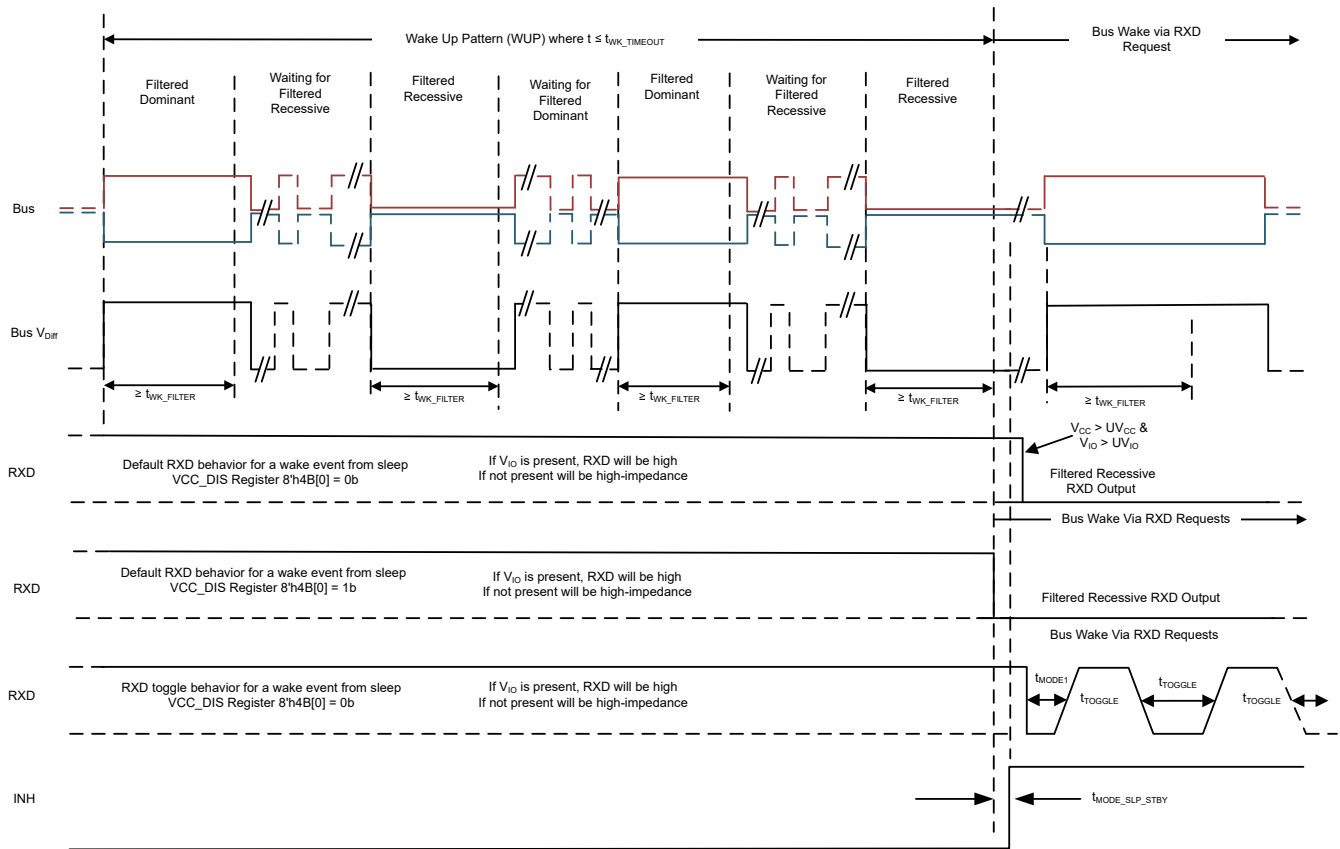 Wake Up Pattern (WUP) where t ≤ tWK_TIMEOUT
Bus Wake via RXD
Request
Filtered
Dominant
Waiting for
Filtered
Recessive
Filtered
Recessive
Waiting for
Filtered
Dominant
Filtered
Dominant
Waiting for
Filtered
Recessive
Filtered
Recessive
Bus
Bus VDiff
≥ tWK_FILTER
≥ tWK_FILTER
≥ tWK_FILTER
≥ tWK_FILTER
≥ tWK_FILTER
VCC > UVCC &
VIO > UVIO
RXD
Default RXD behavior for a wake event from sleep
VCC_DIS Register 8'h4B[0] = 0b
If VIO is present, RXD will be high
If not present will be high-impedance
Filtered Recessive
RXD Output
Bus Wake Via RXD Requests
RXD
Default RXD behavior for a wake event from sleep
VCC_DIS Register 8'h4B[0] = 1b
If VIO is present, RXD will be high
If not present will be high-impedance
Filtered Recessive RXD Output
Bus Wake Via RXD Requests
RXD
RXD toggle behavior for a wake event from sleep
VCC_DIS Register 8'h4B[0] = 0b
If VIO is present, RXD will be high
If not present will be high-impedance
tMODE1
tTOGGLE
tTOGGLE
tTOGGLE
INH
tMODE_SLP_STBY